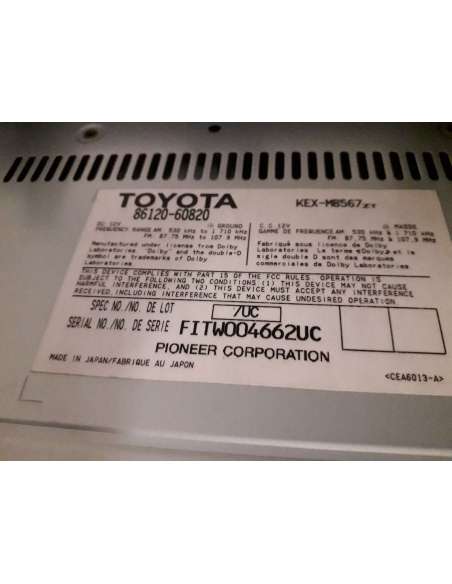 TOYOTA
86120-60820
KEX-M8567zt
DC 12V ⏚ GROUND
FREQUENCY RANGE:AM 530 kHz to 1 710 kHz
FM 87.75 MHz to 107.9 MHz
Manufactured under license from Dolby
Laboratories. "Dolby" and the double-D
symbol are trademarks of Dolby
Laboratories.
C.C. 12V ⏚ MASSE
GAMME DE FREQUENCE:AM 530 kHz à 1 710 kHz
FM 87.75 MHz à 107.9 MHz
Fabriqué sous licence de Dolby
Laboratories. Le terme «Dolby» et le
sigle double D sont des marques
commerciales de Dolby Laboratories.
THIS DEVICE COMPLIES WITH PART 15 OF THE FCC RULES OPERATION IS
SUBJECT TO THE FOLLOWING TWO CONDITIONS (1) THIS DEVICE MAY NOT CAUSE
HARMFUL INTERFERENCE, AND (2) THIS DEVICE MUST ACCEPT ANY INTERFERENCE
RECEIVED, INCLUDING INTERFERENCE THAT MAY CAUSE UNDESIRED OPERATION
SPEC NO./NO. DE LOT /UC
SERIAL NO./NO. DE SERIE FITW004662UC
PIONEER CORPORATION
MADE IN JAPAN/FABRIQUE AU JAPON
<CEA6013-A>